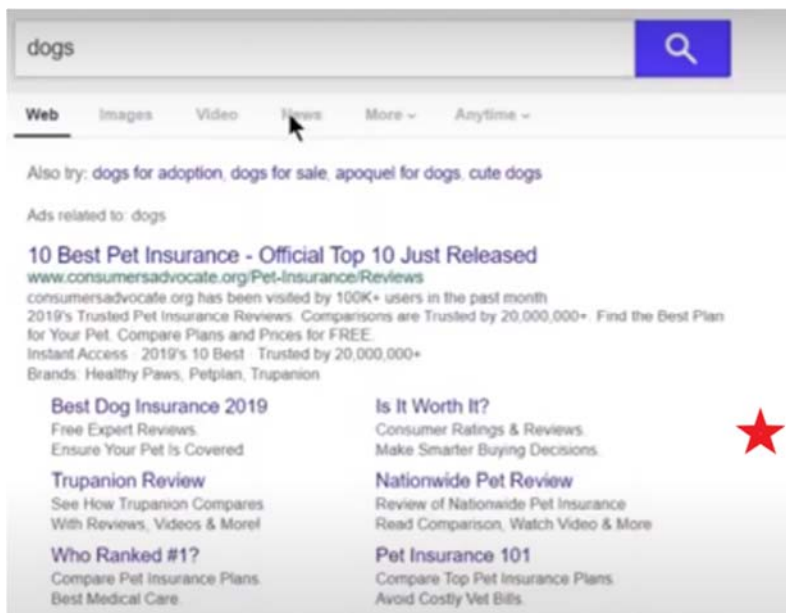 dogs
Web Images Video News More Anytime
Also try: dogs for adoption, dogs for sale, apoquel for dogs, cute dogs
Ads related to: dogs
10 Best Pet Insurance - Official Top 10 Just Released
www.consumersadvocate.org/Pet-Insurance/Reviews
consumersadvocate.org has been visited by 100K+ users in the past month
2019's Trusted Pet Insurance Reviews. Comparisons are Trusted by 20,000,000+. Find the Best Plan
for Your Pet. Compare Plans and Prices for FREE.
Instant Access · 2019's 10 Best · Trusted by 20,000,000+
Brands: Healthy Paws, Petplan, Trupanion
Best Dog Insurance 2019
Free Expert Reviews.
Ensure Your Pet Is Covered
Is It Worth It?
Consumer Ratings & Reviews.
Make Smarter Buying Decisions.
Trupanion Review
See How Trupanion Compares
With Reviews, Videos & More!
Nationwide Pet Review
Review of Nationwide Pet Insurance
Read Comparison, Watch Video & More
Who Ranked #1?
Compare Pet Insurance Plans.
Best Medical Care.
Pet Insurance 101
Compare Top Pet Insurance Plans.
Avoid Costly Vet Bills.